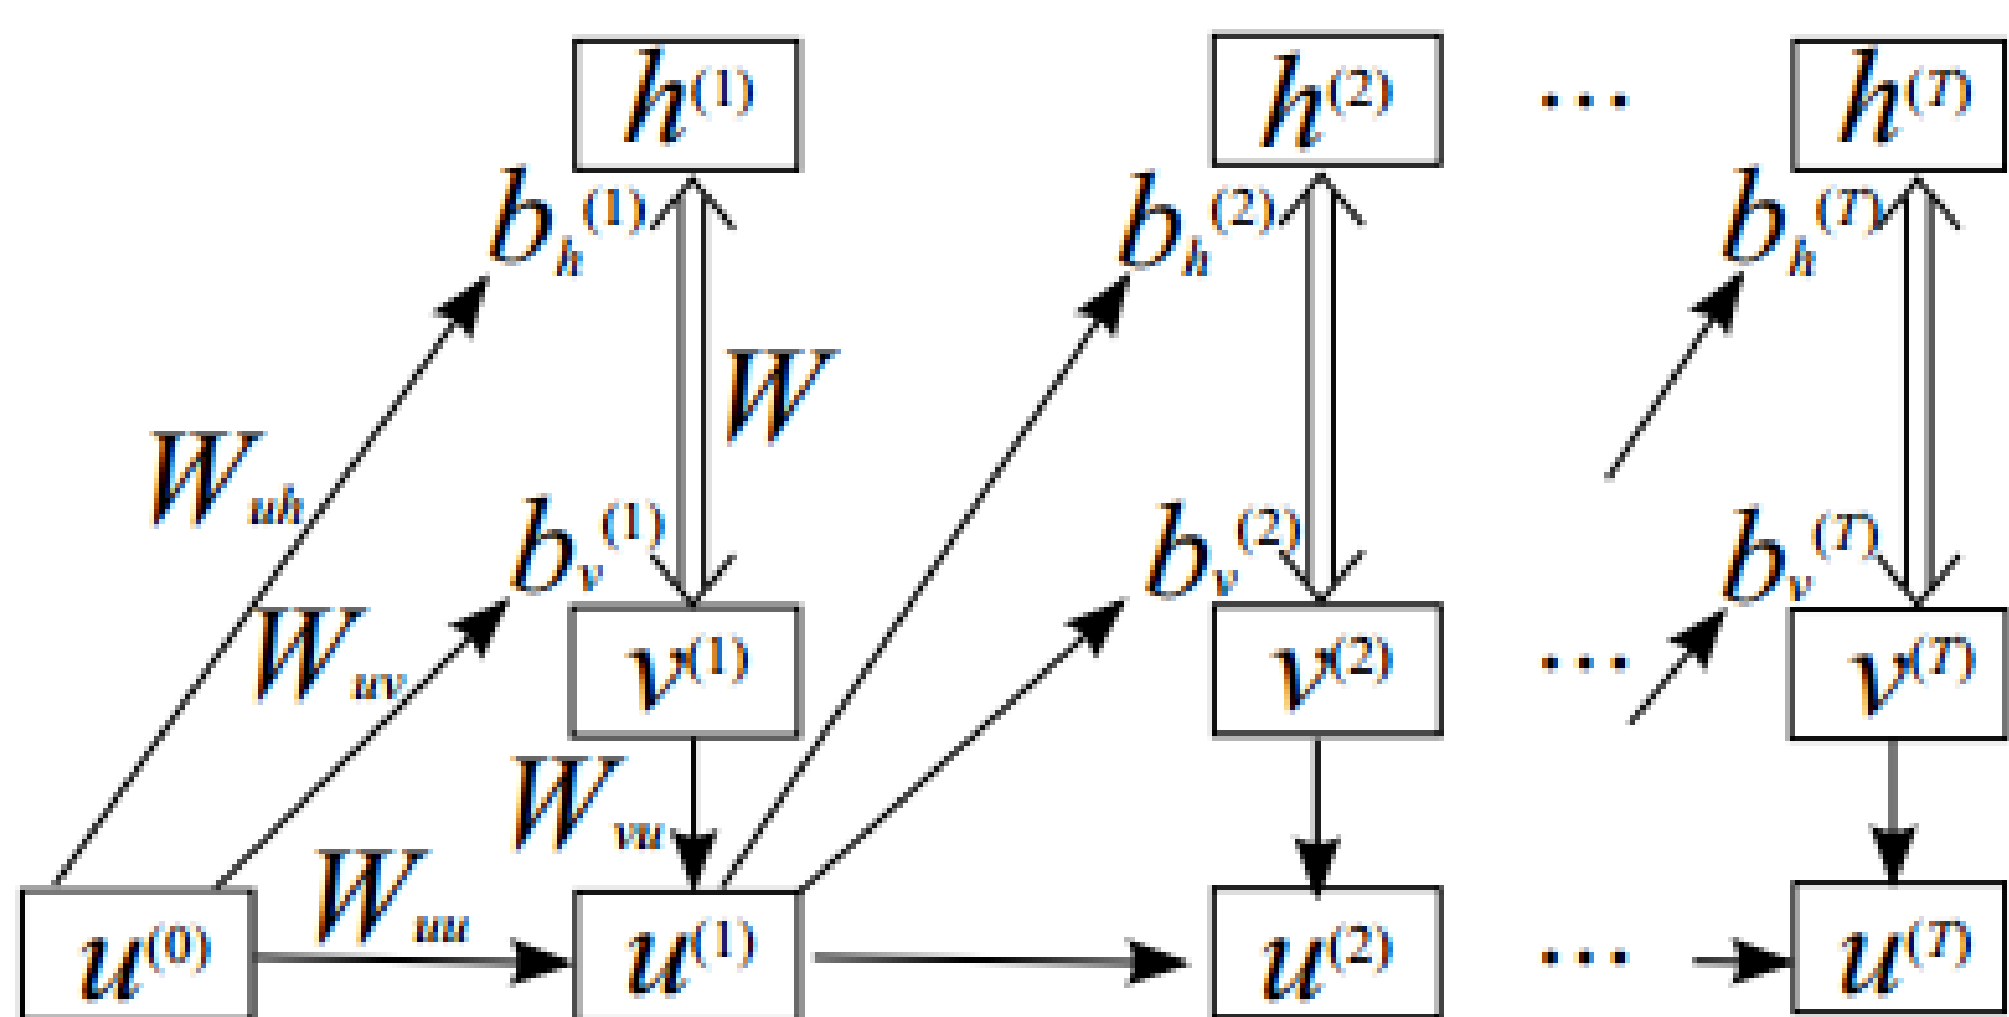 h(1) h(2) ... h(T)
bh(1) bh(2) bh(T)
W
Wuh
bv(1) bv(2) bv(T)
Wuv
v(1) v(2) ... v(T)
Wvu
Wuu
u(0) u(1) u(2) ... u(T)